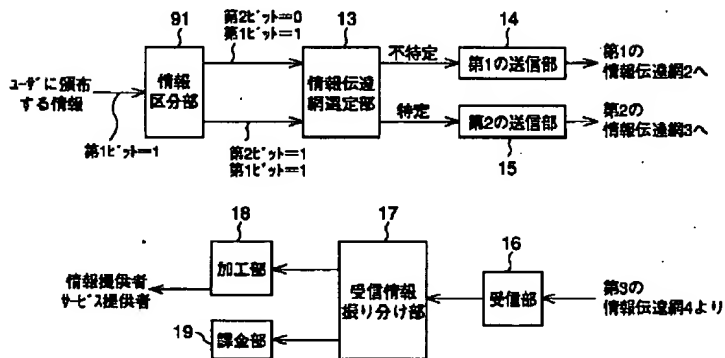 91
第2ビット=0
第1ビット=1
13
14
不特定
ユーザに頒布
する情報
情報
区分部
情報伝達
網選定部
第1の送信部
第1の
情報伝達網2へ
第1ビット=1
第2ビット=1
第1ビット=1
特定
第2の送信部
第2の
情報伝達網3へ
15
18
17
16
加工部
情報提供者
サービス提供者
受信情報
振り分け部
受信部
第3の
情報伝達網4より
19
課金部